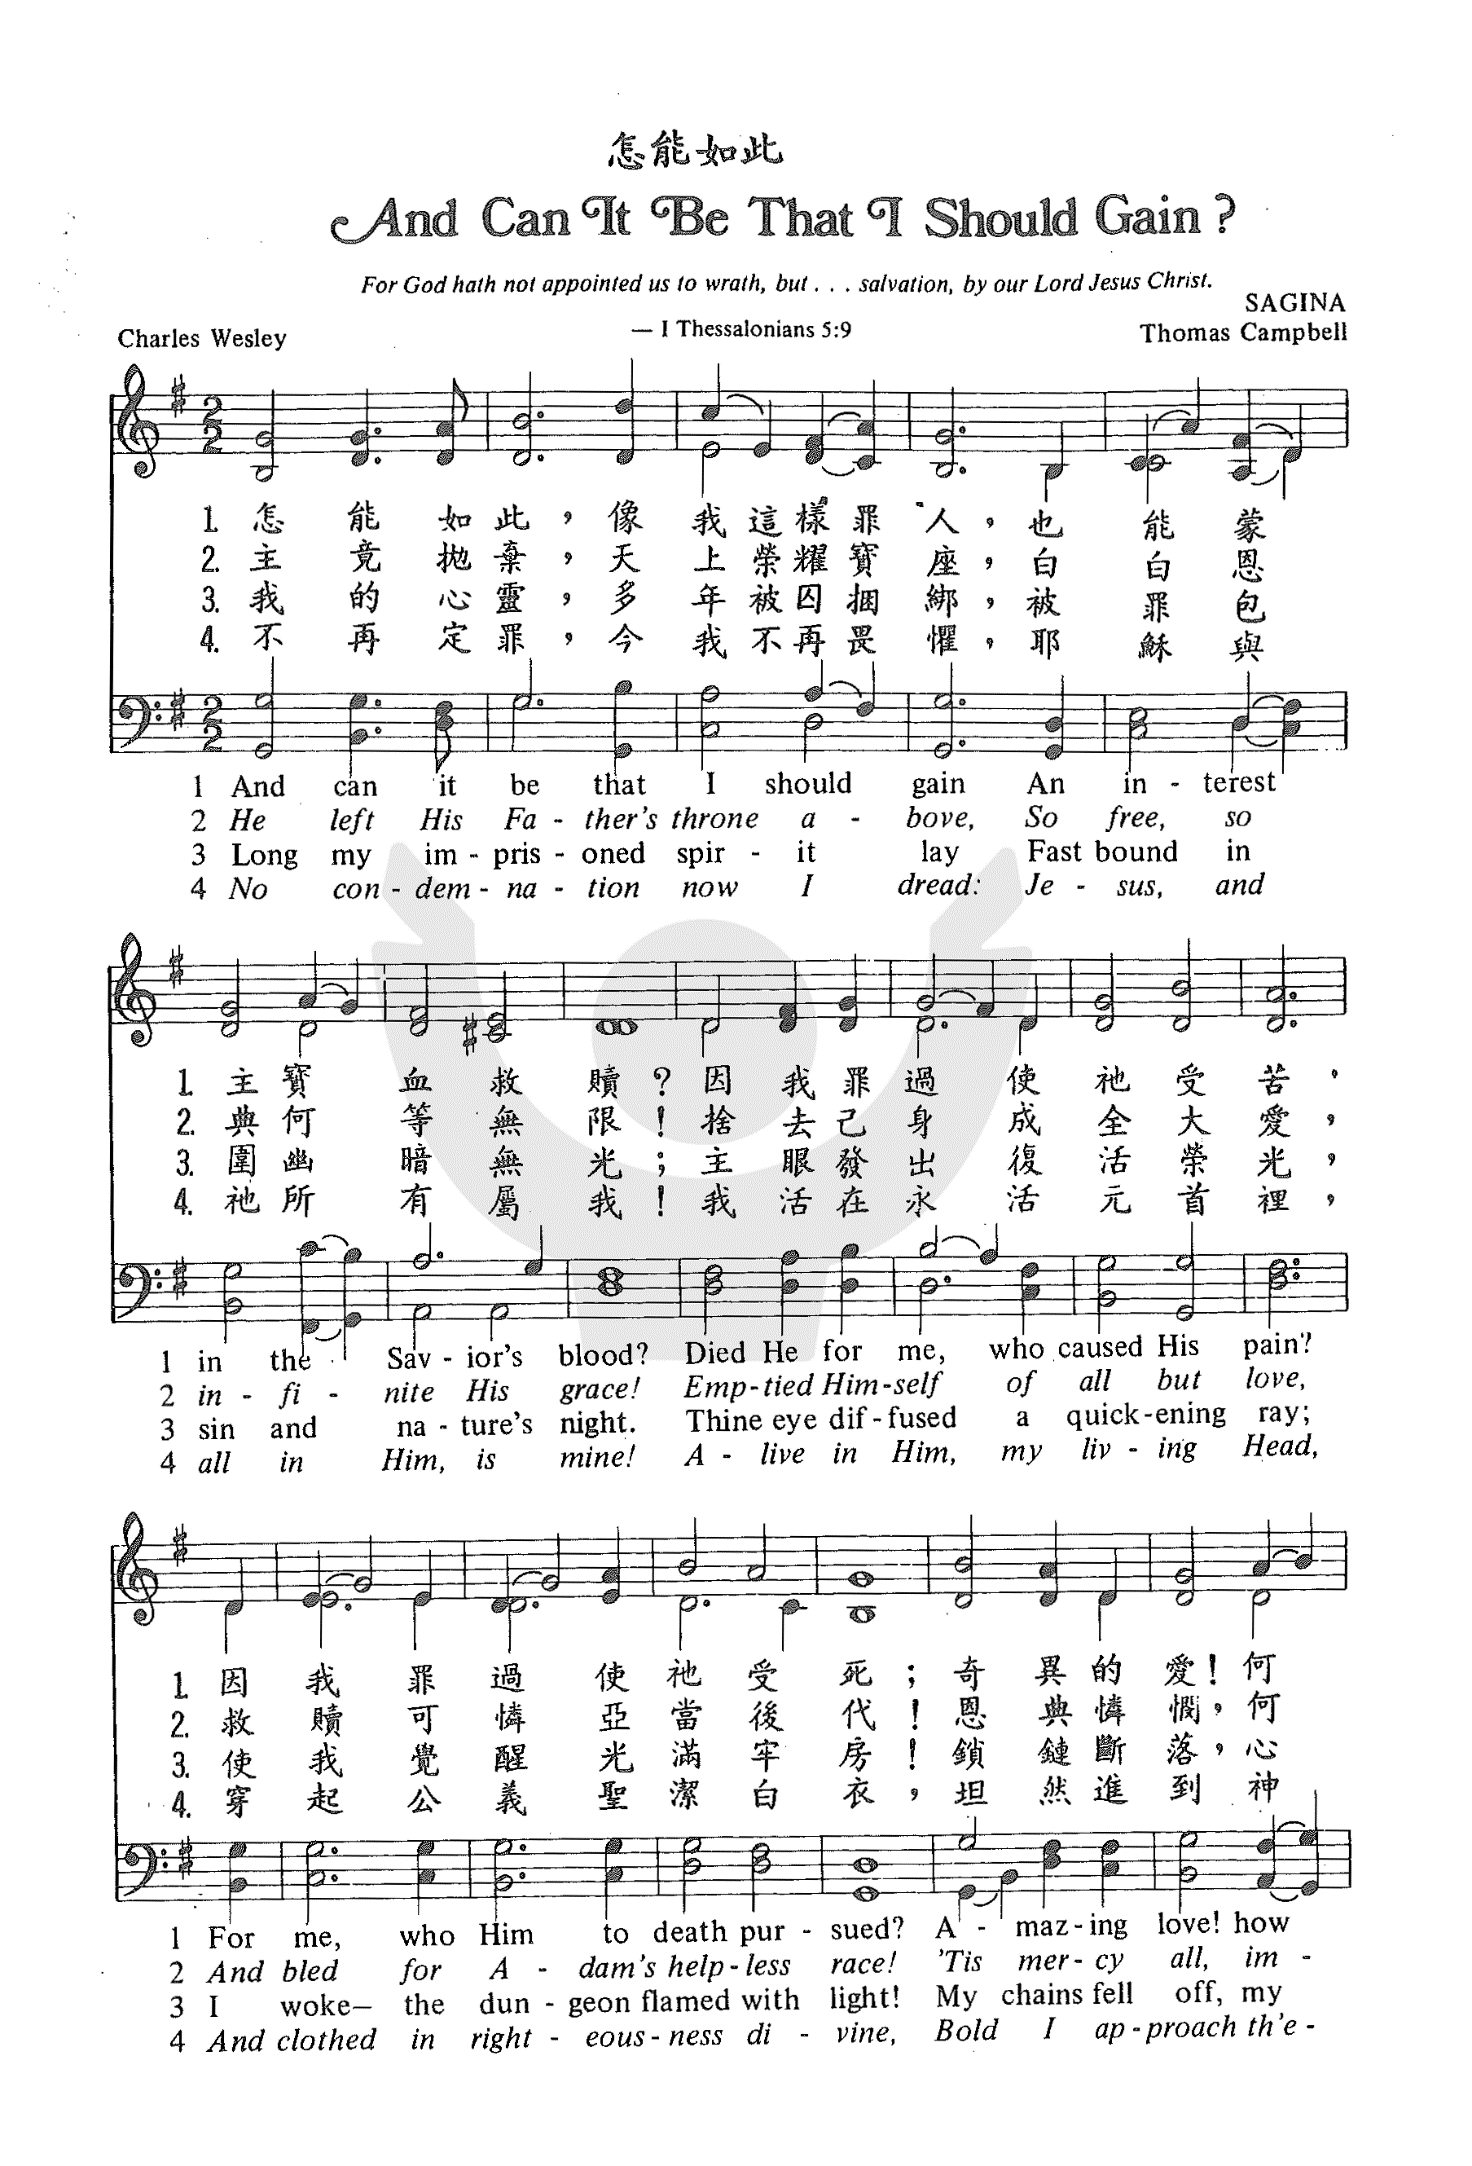 怎能如此
And Can It Be That I Should Gain?
For God hath not appointed us to wrath, but . . . salvation, by our Lord Jesus Christ.
SAGINA
Charles Wesley
— I Thessalonians 5:9
Thomas Campbell
1. 怎能如此，像我這樣罪人，也能蒙
2. 主竟拋棄，天上榮耀寶座，白白恩
3. 我的心靈，多年被囚捆綁，被罪包
4. 不再定罪，今我不再畏懼，耶穌與
1 And can it be that I should gain An in - terest
2 He left His Fa - ther's throne a - bove, So free, so
3 Long my im - pris - oned spir - it lay Fast bound in
4 No con - dem - na - tion now I dread: Je - sus, and
1. 主寶血救贖？因我罪過使祂受苦，
2. 典何等無限！捨去己身成全大愛，
3. 圍幽暗無光；主眼發出復活榮光，
4. 祂所有屬我！我活在永活元首裡，
1 in the Sav - ior's blood? Died He for me, who caused His pain?
2 in - fi - nite His grace! Emp - tied Him - self of all but love,
3 sin and na - ture's night. Thine eye dif - fused a quick - ening ray;
4 all in Him, is mine! A - live in Him, my liv - ing Head,
1. 因我罪過使祂受死；奇異的愛！何
2. 救贖可憐亞當後代！恩典憐憫，何
3. 使我覺醒光滿牢房！鎖鏈斷落，心
4. 穿起公義聖潔白衣，坦然進到神
1 For me, who Him to death pur - sued? A - maz - ing love! how
2 And bled for A - dam's help - less race! 'Tis mer - cy all, im -
3 I woke— the dun - geon flamed with light! My chains fell off, my
4 And clothed in right - eous - ness di - vine, Bold I ap - proach th'e -